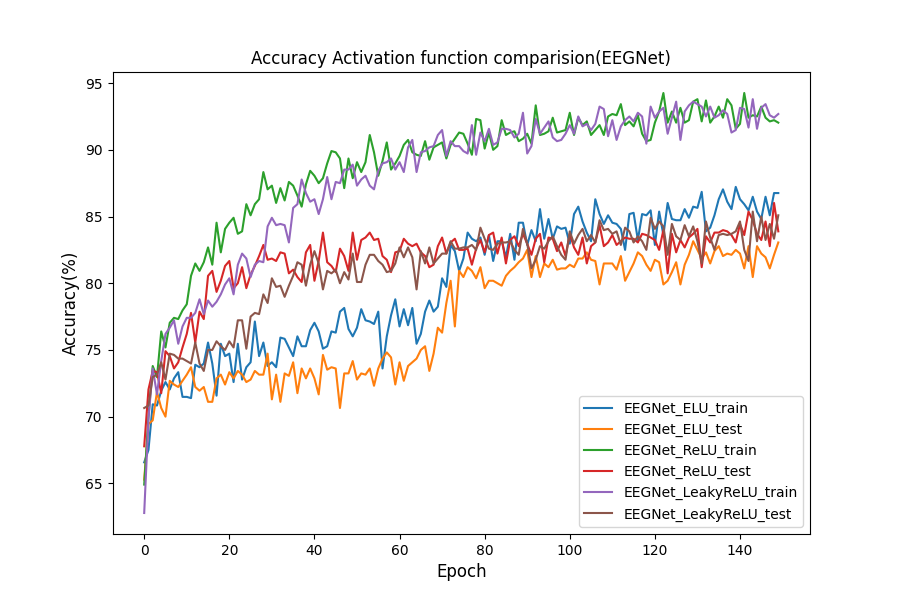 Accuracy Activation function comparision(EEGNet)
95
90
85
80
75
70
65
Accuracy(%)
0 20 40 60 80 100 120 140
Epoch
EEGNet_ELU_train
EEGNet_ELU_test
EEGNet_ReLU_train
EEGNet_ReLU_test
EEGNet_LeakyReLU_train
EEGNet_LeakyReLU_test